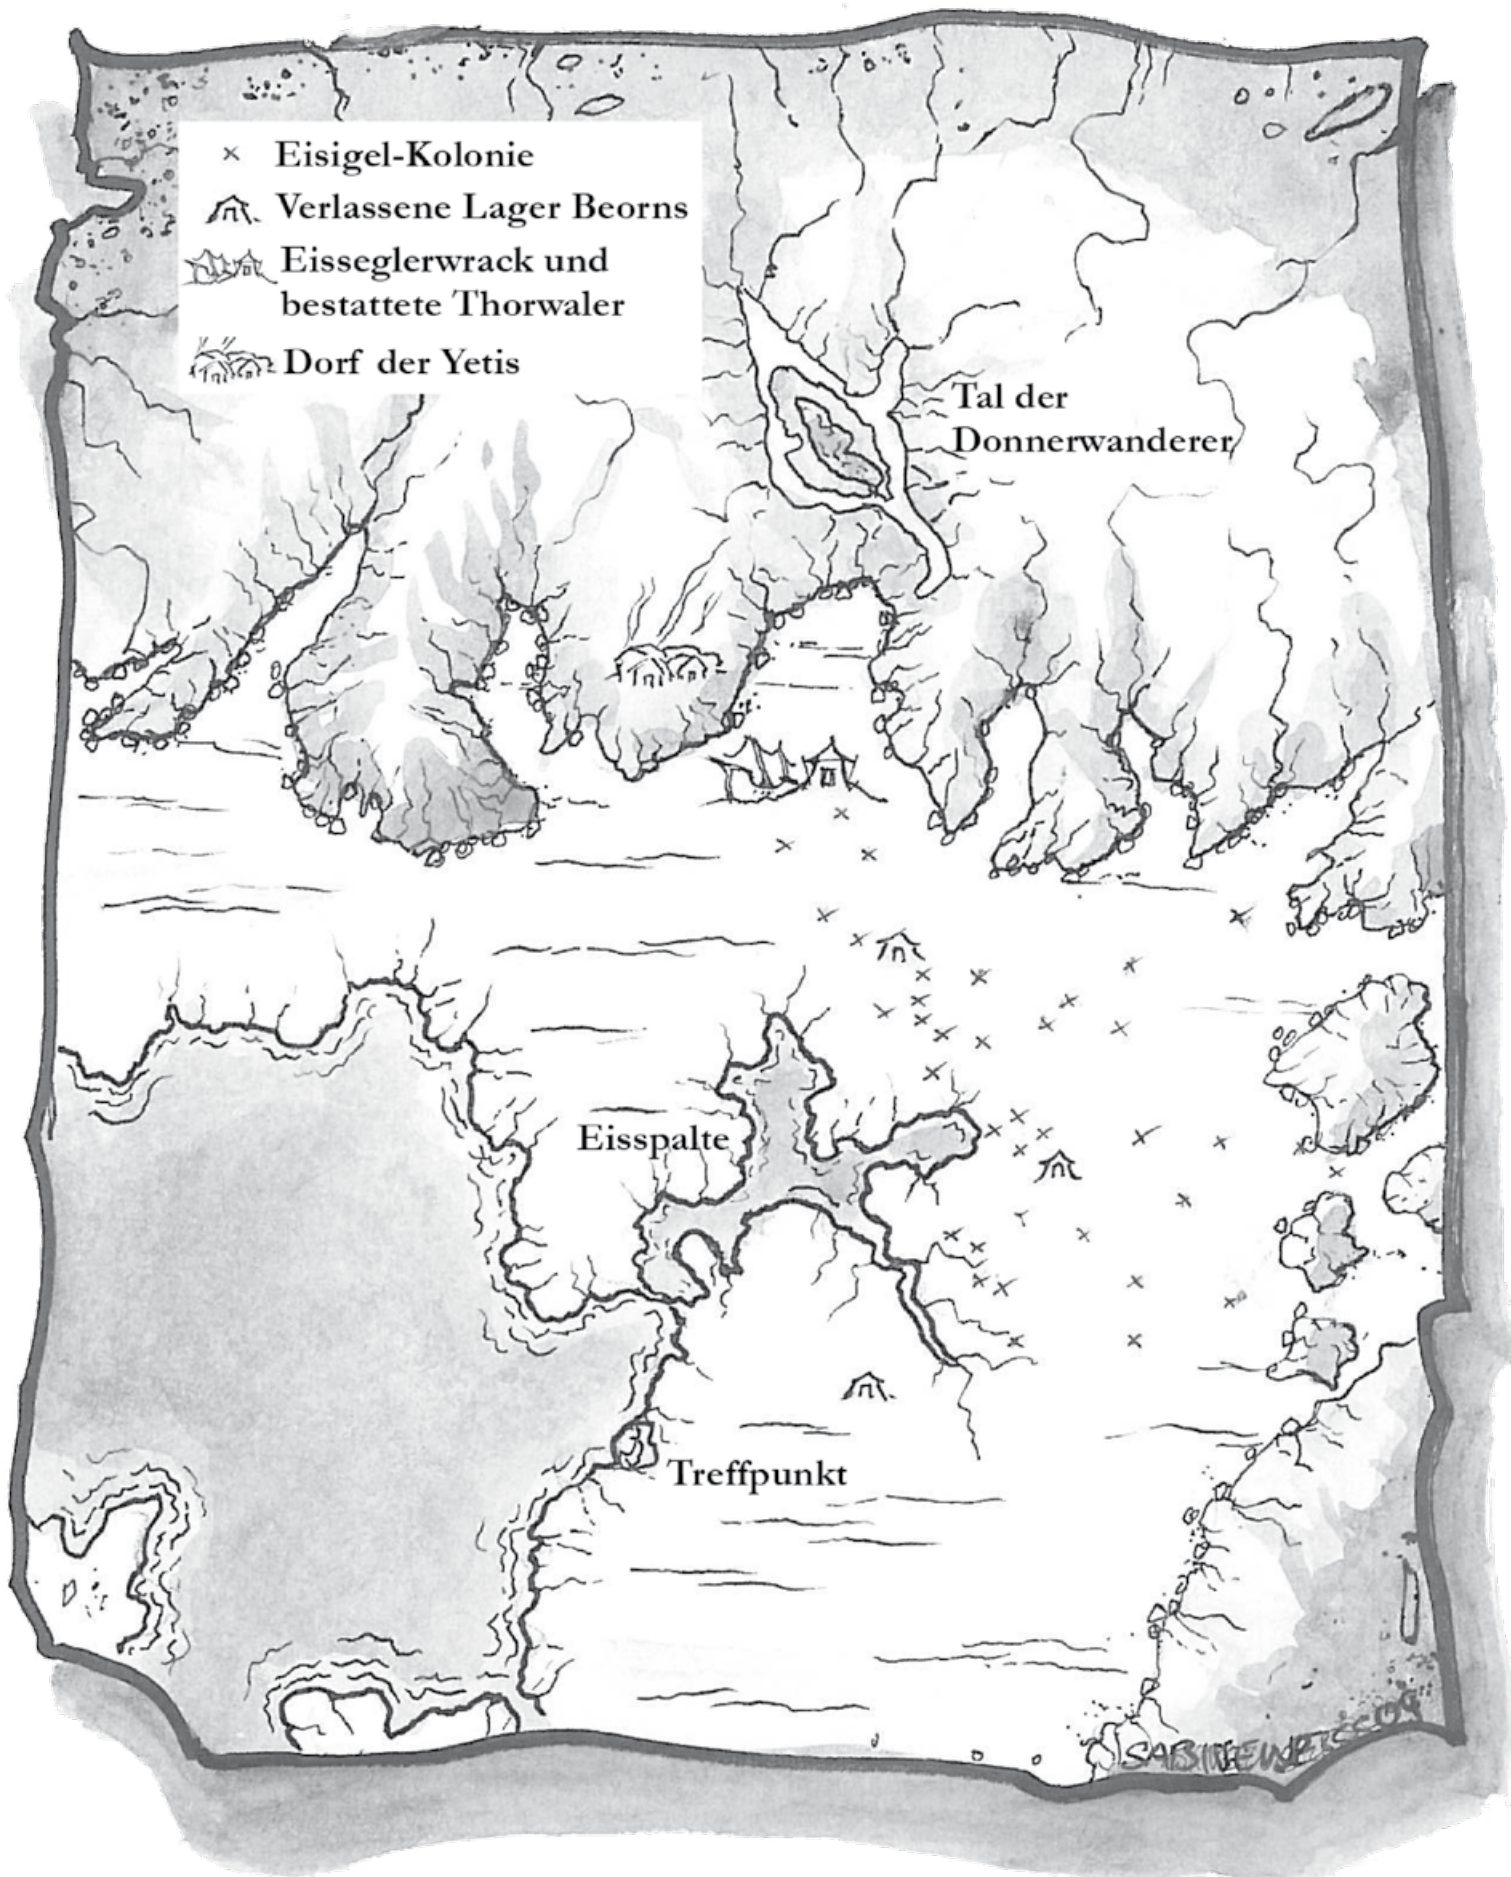 Eisigel-Kolonie
Verlassene Lager Beorns
Eisseglerwrack und
bestattete Thorwaler
Dorf der Yetis
Tal der
Donnerwanderer
Eisspalte
Treffpunkt